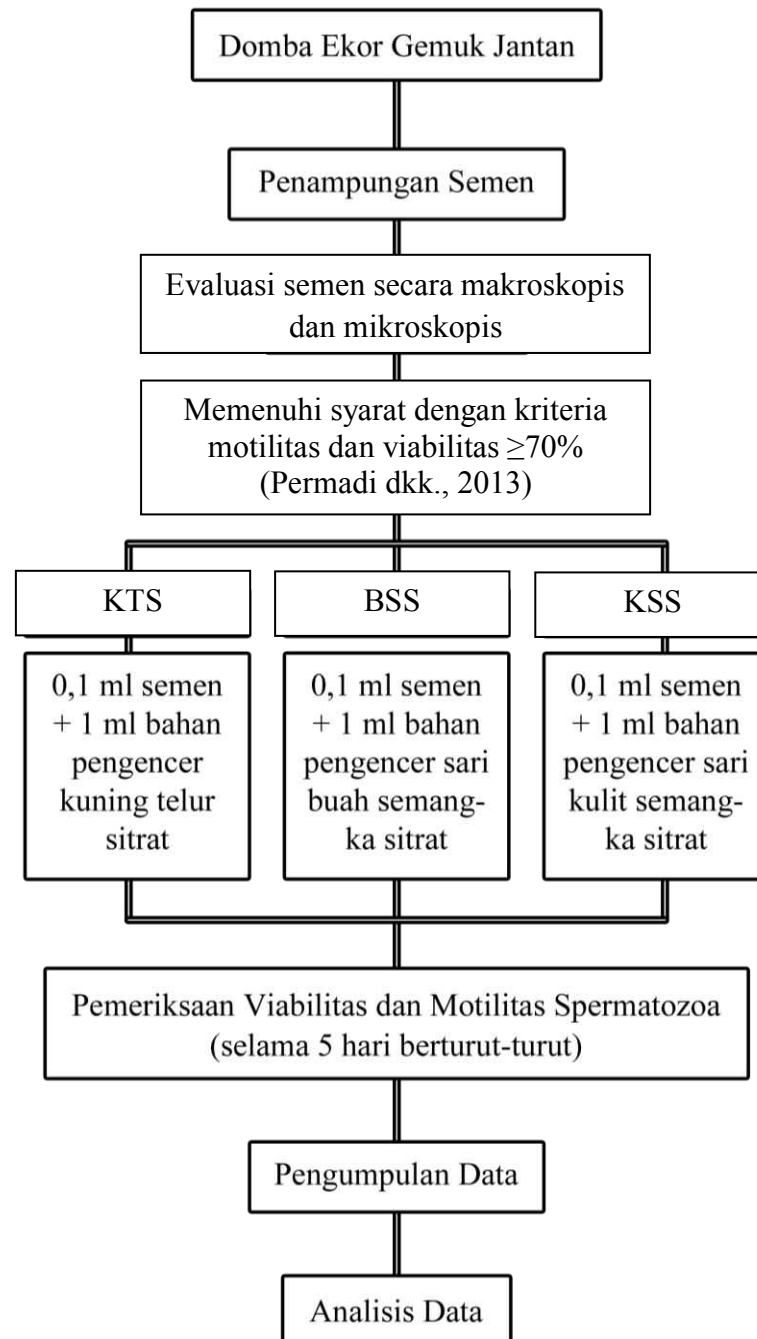 Domba Ekor Gemuk Jantan
Penampungan Semen
Evaluasi semen secara makroskopis
dan mikroskopis
Memenuhi syarat dengan kriteria
motilitas dan viabilitas ≥70%
(Permadi dkk., 2013)
KTS
BSS
KSS
0,1 ml semen
+ 1 ml bahan
pengencer
kuning telur
sitrat
0,1 ml semen
+ 1 ml bahan
pengencer sari
buah semang-
ka sitrat
0,1 ml semen
+ 1 ml bahan
pengencer sari
kulit semang-
ka sitrat
Pemeriksaan Viabilitas dan Motilitas Spermatozoa
(selama 5 hari berturut-turut)
Pengumpulan Data
Analisis Data